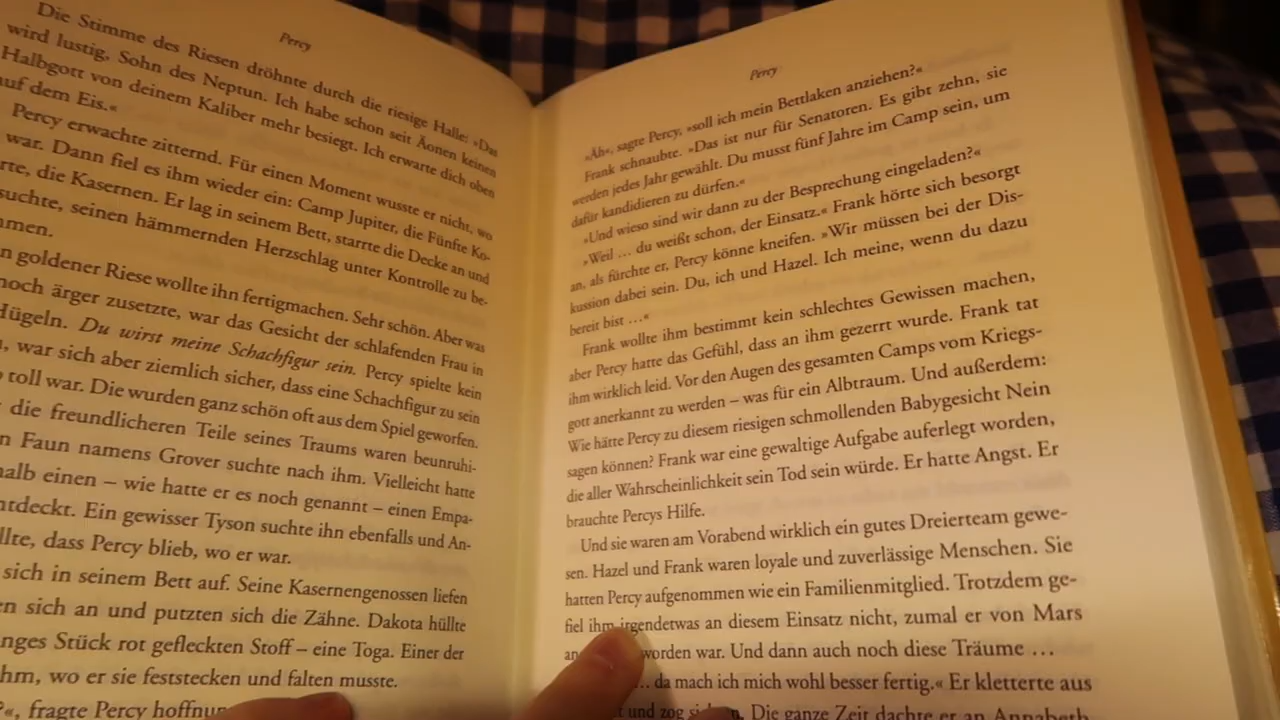 Percy
Die Stimme des Riesen dröhnte durch die riesige Halle: »Das
wird lustig, Sohn des Neptun. Ich habe schon seit Äonen keinen
Halbgott von deinem Kaliber mehr besiegt. Ich erwarte dich oben
auf dem Eis.«
Percy erwachte zitternd. Für einen Moment wusste er nicht, wo
war. Dann fiel es ihm wieder ein: Camp Jupiter, die Fünfte Ko-
rte, die Kasernen. Er lag in seinem Bett, starrte die Decke an und
suchte, seinen hämmernden Herzschlag unter Kontrolle zu be-
mmen.
n goldener Riese wollte ihn fertigmachen. Sehr schön. Aber was
noch ärger zusetzte, war das Gesicht der schlafenden Frau in
Hügeln. Du wirst meine Schachfigur sein. Percy spielte kein
, war sich aber ziemlich sicher, dass eine Schachfigur zu sein
toll war. Die wurden ganz schön oft aus dem Spiel geworfen.
die freundlicheren Teile seines Traums waren beunruhi-
n Faun namens Grover suchte nach ihm. Vielleicht hatte
halb einen – wie hatte er es noch genannt – einen Empa-
ntdeckt. Ein gewisser Tyson suchte ihn ebenfalls und An-
llte, dass Percy blieb, wo er war.
sich in seinem Bett auf. Seine Kasernengenossen liefen
en sich an und putzten sich die Zähne. Dakota hüllte
nges Stück rot gefleckten Stoff – eine Toga. Einer der
hm, wo er sie feststecken und falten musste.
?«, fragte Percy hoffnun
Percy
»Äh«, sagte Percy, »soll ich mein Bettlaken anziehen?«
Frank schnaubte. »Das ist nur für Senatoren. Es gibt zehn, sie
werden jedes Jahr gewählt. Du musst fünf Jahre im Camp sein, um
dafür kandidieren zu dürfen.«
»Und wieso sind wir dann zu der Besprechung eingeladen?«
»Weil ... du weißt schon, der Einsatz.« Frank hörte sich besorgt
an, als fürchte er, Percy könne kneifen. »Wir müssen bei der Dis-
kussion dabei sein. Du, ich und Hazel. Ich meine, wenn du dazu
bereit bist ...«
Frank wollte ihm bestimmt kein schlechtes Gewissen machen,
aber Percy hatte das Gefühl, dass an ihm gezerrt wurde. Frank tat
ihm wirklich leid. Vor den Augen des gesamten Camps vom Kriegs-
gott anerkannt zu werden – was für ein Albtraum. Und außerdem:
Wie hätte Percy zu diesem riesigen schmollenden Babygesicht Nein
sagen können? Frank war eine gewaltige Aufgabe auferlegt worden,
die aller Wahrscheinlichkeit sein Tod sein würde. Er hatte Angst. Er
brauchte Percys Hilfe.
Und sie waren am Vorabend wirklich ein gutes Dreierteam gewe-
sen. Hazel und Frank waren loyale und zuverlässige Menschen. Sie
hatten Percy aufgenommen wie ein Familienmitglied. Trotzdem ge-
fiel ihm irgendetwas an diesem Einsatz nicht, zumal er von Mars
an worden war. Und dann auch noch diese Träume ...
... da mach ich mich wohl besser fertig.« Er kletterte aus
t und zog Die ganze Zeit dachte er an Annabeth